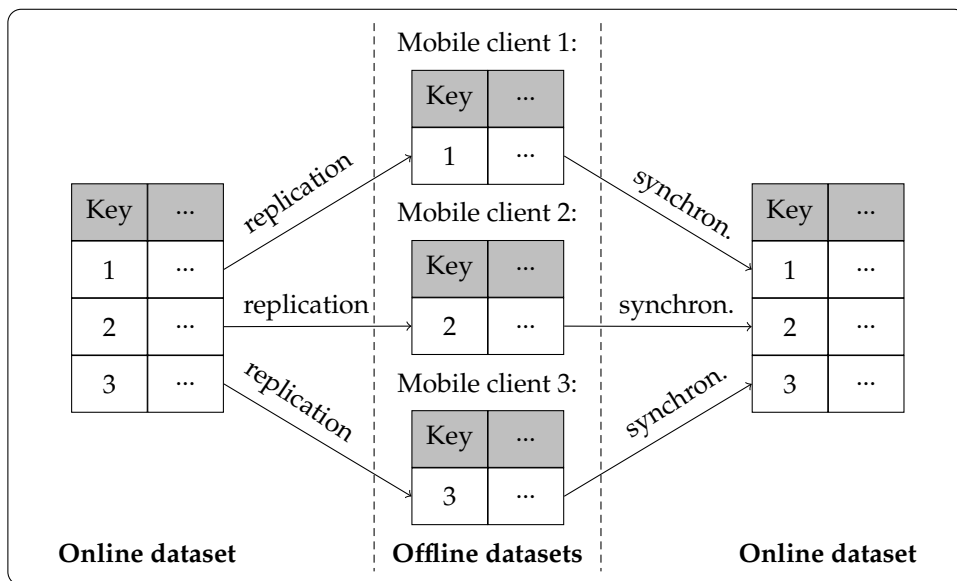 Mobile client 1:
Key ...
1 ...
replication
synchron.
Key ...
1 ...
2 ...
3 ...
Mobile client 2:
Key ...
2 ...
replication
synchron.
Key ...
1 ...
2 ...
3 ...
Mobile client 3:
Key ...
3 ...
replication
synchron.
Online dataset
Offline datasets
Online dataset